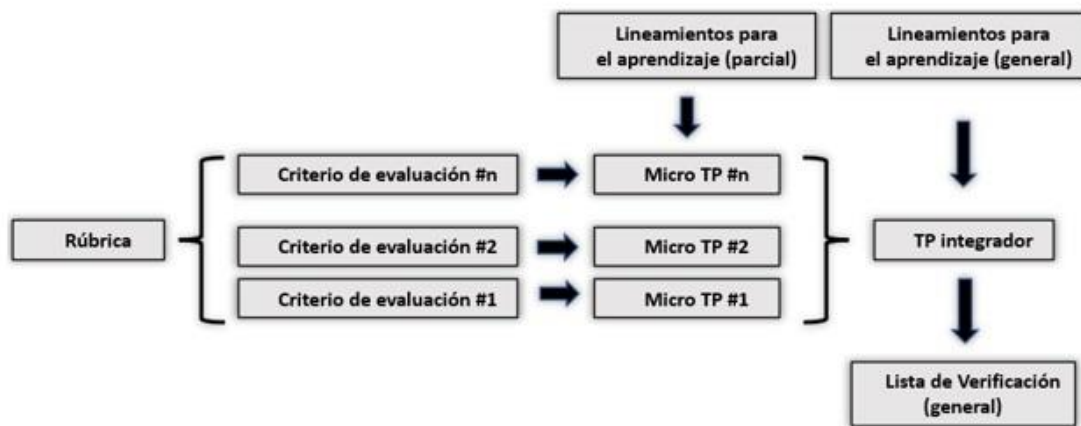 Lineamientos para
el aprendizaje (parcial)
Lineamientos para
el aprendizaje (general)
Criterio de evaluación #n
Micro TP #n
Rúbrica
Criterio de evaluación #2
Micro TP #2
TP integrador
Criterio de evaluación #1
Micro TP #1
Lista de Verificación
(general)